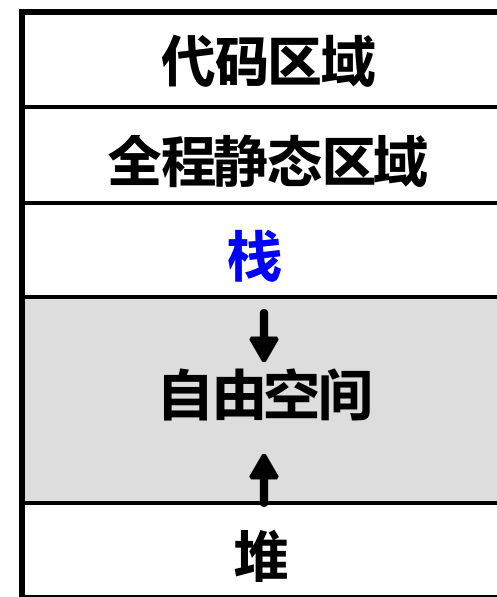 代码区域
全程静态区域
栈
自由空间
堆